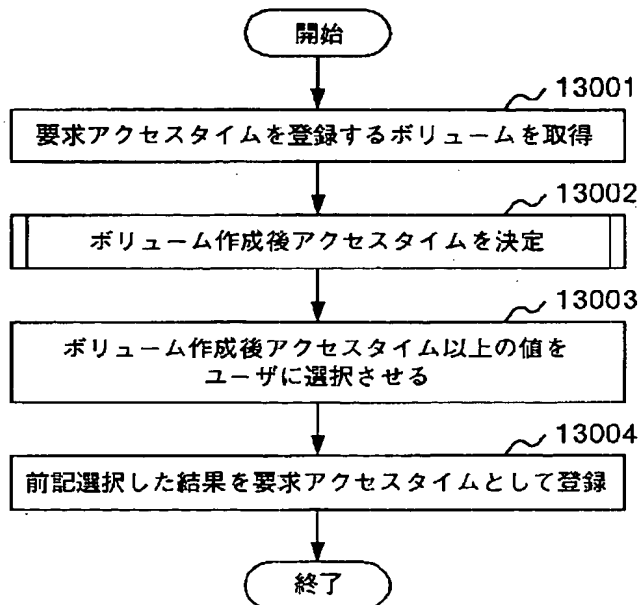 開始
13001
要求アクセスタイムを登録するボリュームを取得
13002
ボリューム作成後アクセスタイムを決定
13003
ボリューム作成後アクセスタイム以上の値を
ユーザに選択させる
13004
前記選択した結果を要求アクセスタイムとして登録
終了